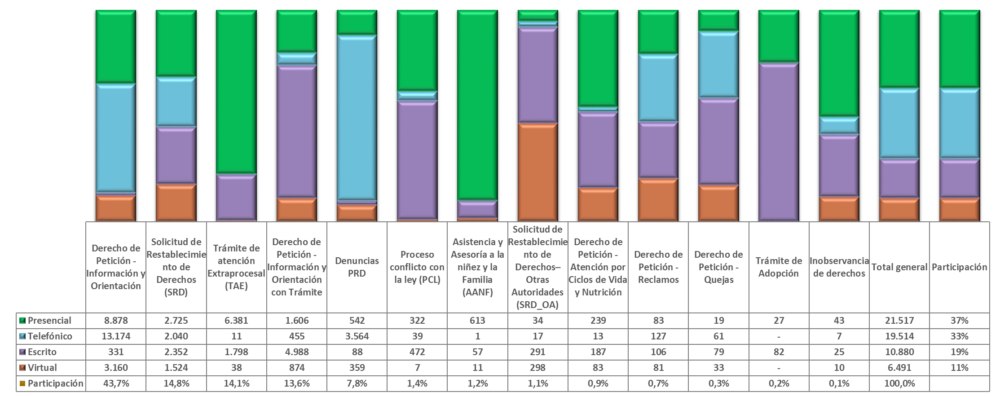 Derecho de
Petición -
Información y
Orientación
Solicitud de
Restablecimie
nto de
Derechos
(SRD)
Trámite de
atención
Extraprocesal
(TAE)
Derecho de
Petición -
Información y
Orientación
con Trámite
Denuncias
PRD
Proceso
conflicto con
la ley (PCL)
Asistencia y
Asesoría a la
niñez y la
Familia
(AANF)
Solicitud de
Restablecimie
nto de
Derechos–
Otras
Autoridades
(SRD_OA)
Derecho de
Petición -
Atención por
Ciclos de Vida
y Nutrición
Derecho de
Petición -
Reclamos
Derecho de
Petición -
Quejas
Trámite de
Adopción
Inobservancia
de derechos
Total general
Participación
Presencial 8.878 2.725 6.381 1.606 542 322 613 34 239 83 19 27 43 21.517 37%
Telefónico 13.174 2.040 11 455 3.564 39 1 17 13 127 61 - 7 19.514 33%
Escrito 331 2.352 1.798 4.988 88 472 57 291 187 106 79 82 25 10.880 19%
Virtual 3.160 1.524 38 874 359 7 11 298 83 81 33 - 10 6.491 11%
Participación 43,7% 14,8% 14,1% 13,6% 7,8% 1,4% 1,2% 1,1% 0,9% 0,7% 0,3% 0,2% 0,1% 100,0%